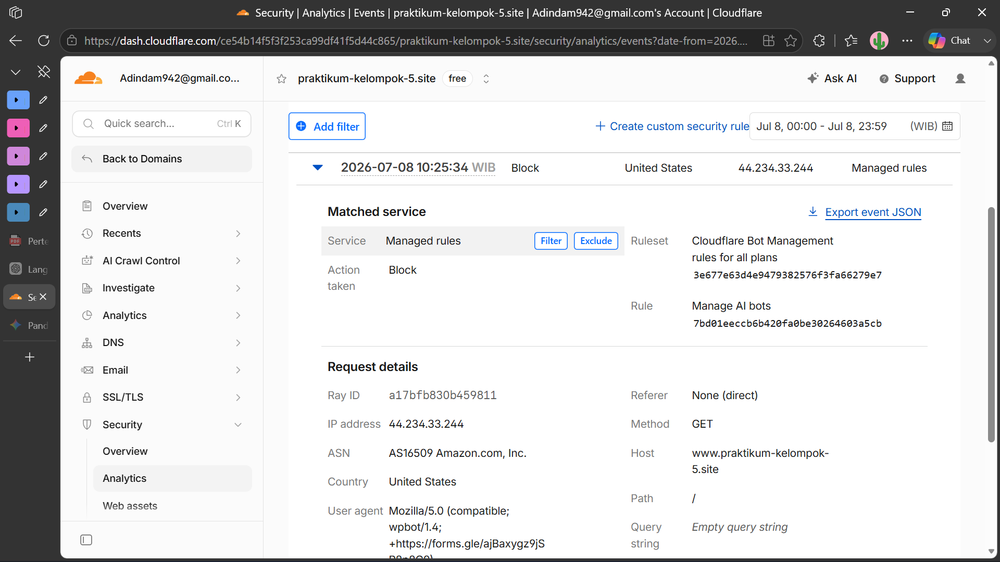 Security | Analytics | Events | praktikum-kelompok-5.site | Adindam942@gmail.com's Account | Cloudflare
https://dash.cloudflare.com/ce54b14f5f3f253ca99df41f5d44c865/praktikum-kelompok-5.site/security/analytics/events?date-from=2026....
Chat
Adindam942@gmail.co...
praktikum-kelompok-5.site
free
Ask AI
Support
Quick search...
Ctrl K
Back to Domains
Overview
Recents
AI Crawl Control
Investigate
Analytics
DNS
Email
SSL/TLS
Security
Overview
Analytics
Web assets
PDF
Perte
Lang
Se
Pand
Add filter
Create custom security rule
Jul 8, 00:00 - Jul 8, 23:59 (WIB)
2026-07-08 10:25:34 WIB
Block
United States
44.234.33.244
Managed rules
Matched service
Export event JSON
Service
Managed rules
Filter
Exclude
Action taken
Block
Ruleset
Cloudflare Bot Management
rules for all plans
3e677e63d4e9479382576f3fa66279e7
Rule
Manage AI bots
7bd01eeccb6b420fa0be30264603a5cb
Request details
Ray ID
a17bfb830b459811
IP address
44.234.33.244
ASN
AS16509 Amazon.com, Inc.
Country
United States
User agent
Mozilla/5.0 (compatible;
wpbot/1.4;
+https://forms.gle/ajBaxygz9jS
Referer
None (direct)
Method
GET
Host
www.praktikum-kelompok-
5.site
Path
/
Query
string
Empty query string